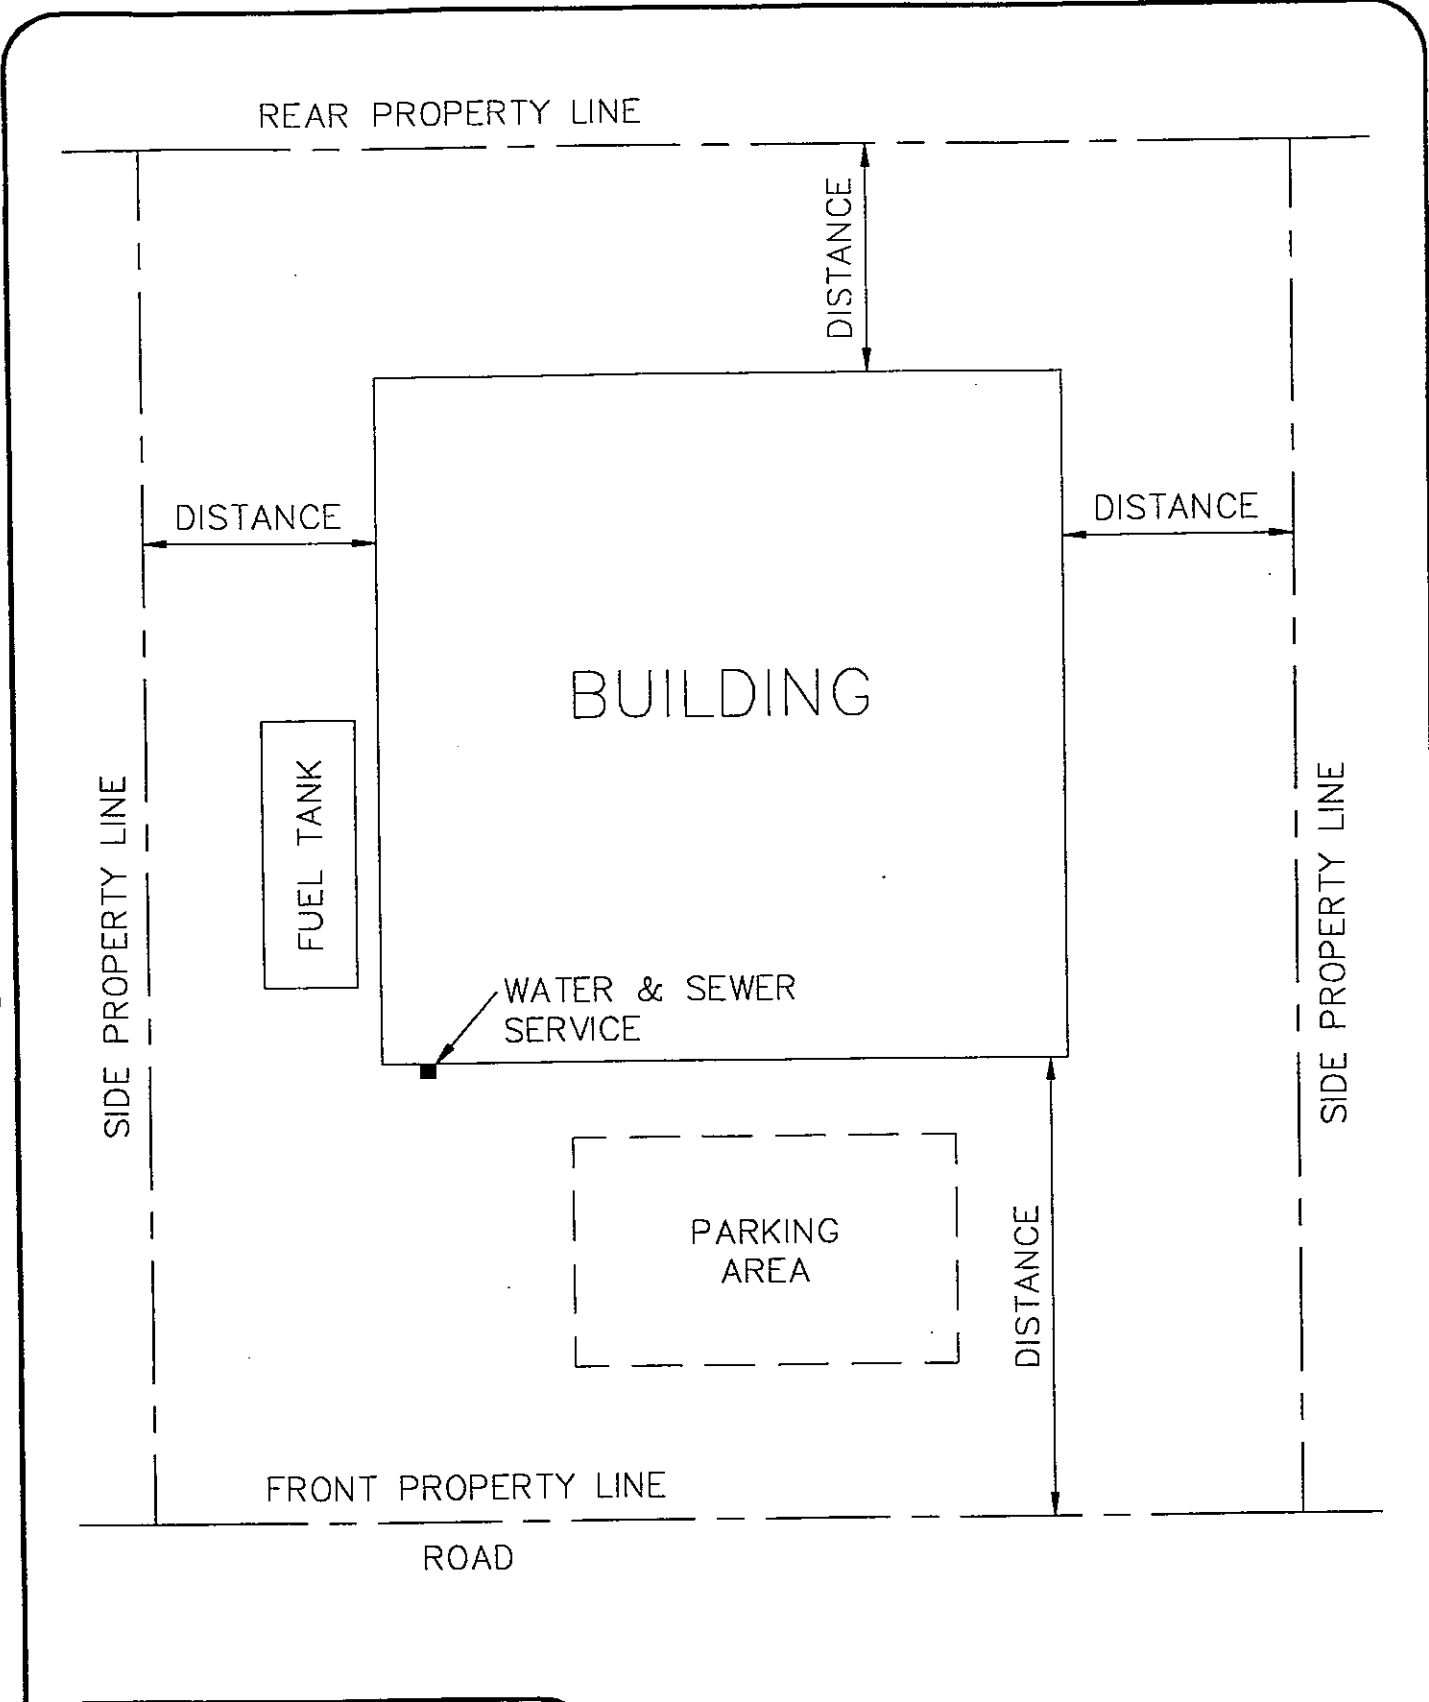 REAR PROPERTY LINE
DISTANCE
DISTANCE
DISTANCE
BUILDING
FUEL TANK
SIDE PROPERTY LINE
SIDE PROPERTY LINE
WATER & SEWER
SERVICE
PARKING
AREA
DISTANCE
FRONT PROPERTY LINE
ROAD